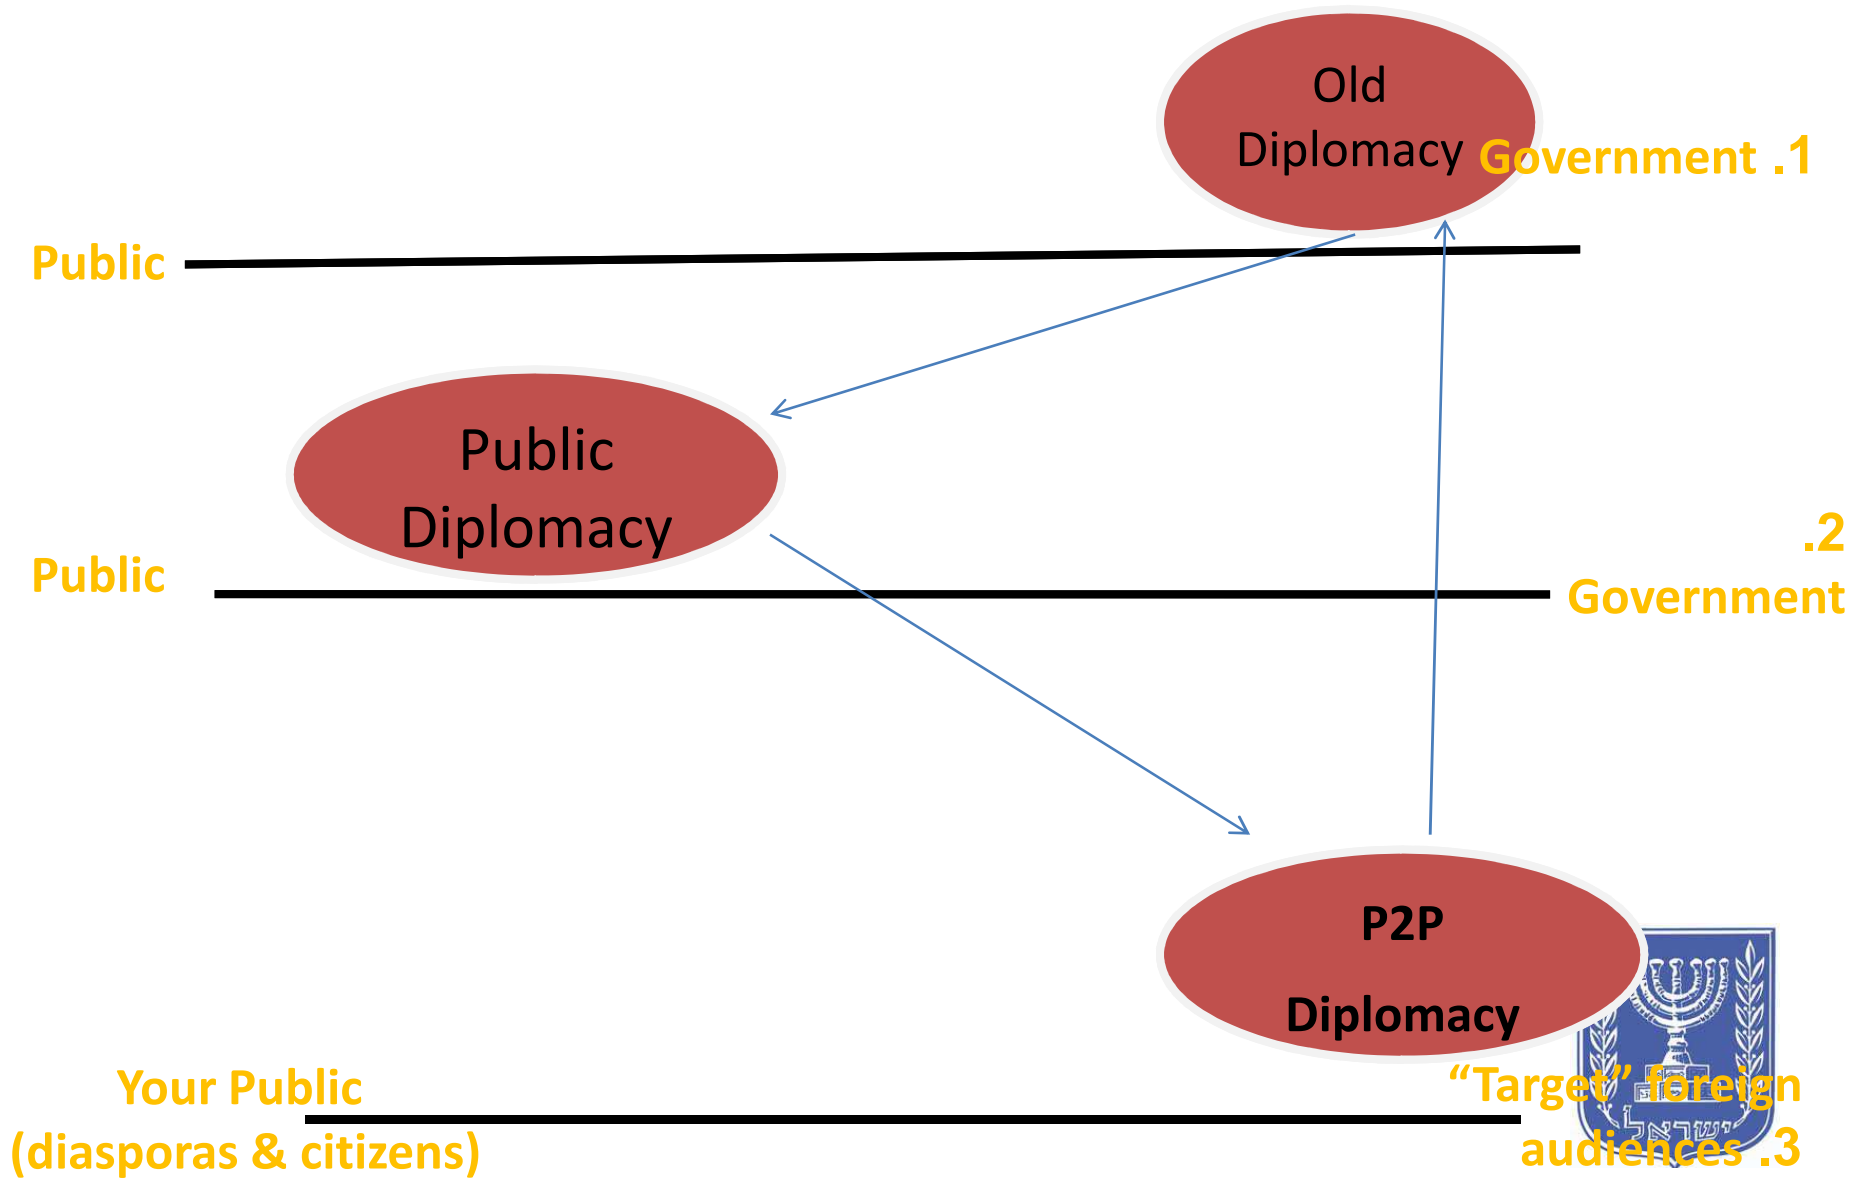 Old
Diplomacy
Government .1
Public
Public
Diplomacy
.2
Public
Government
P2P
Diplomacy
Your Public
“Target” foreign
(diasporas & citizens)
audiences .3
ישראל